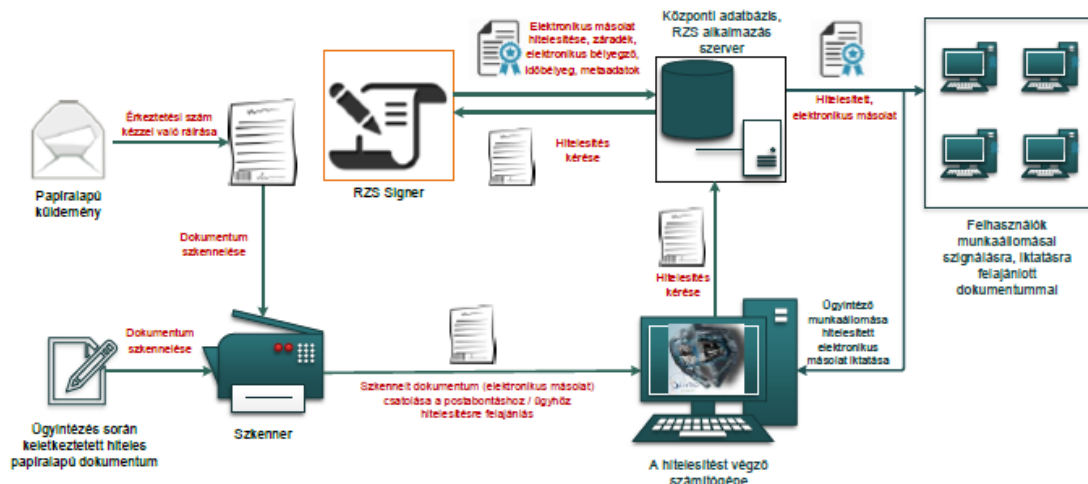 Elektronikus másolat
hitelesítése, záradék,
elektronikus bélyegző,
időbélyeg, metaadatok
Központi adatbázis,
RZS alkalmazás
szerver
Érkeztetési szám
kézzel való ráírása
Hitelesített,
elektronikus másolat
Hitelesítés
kérése
Papíralapú
küldemény
RZS Signer
Felhasználók
munkaállomásai
szignálásra, iktatásra
felajánlott
dokumentummal
Dokumentum
szkennelése
Hitelesítés
kérése
Ügyintéző
munkaállomása
hitelesített
elektronikus
másolat iktatása
Dokumentum
szkennelése
Szkennelt dokumentum (elektronikus másolat)
csatolása a postabontáshoz / ügyhöz
hitelesítésre felajánlás
Ügyintézés során
keletkeztetett hiteles
papíralapú dokumentum
Szkenner
A hitelesítést végző
számítógépe